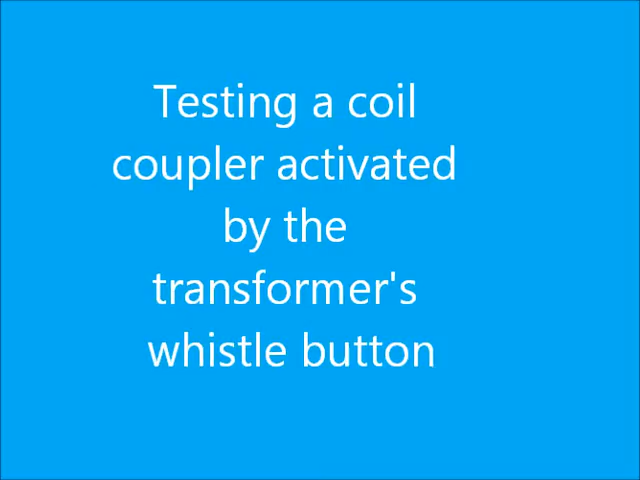 Testing a coil
coupler activated
by the
transformer's
whistle button